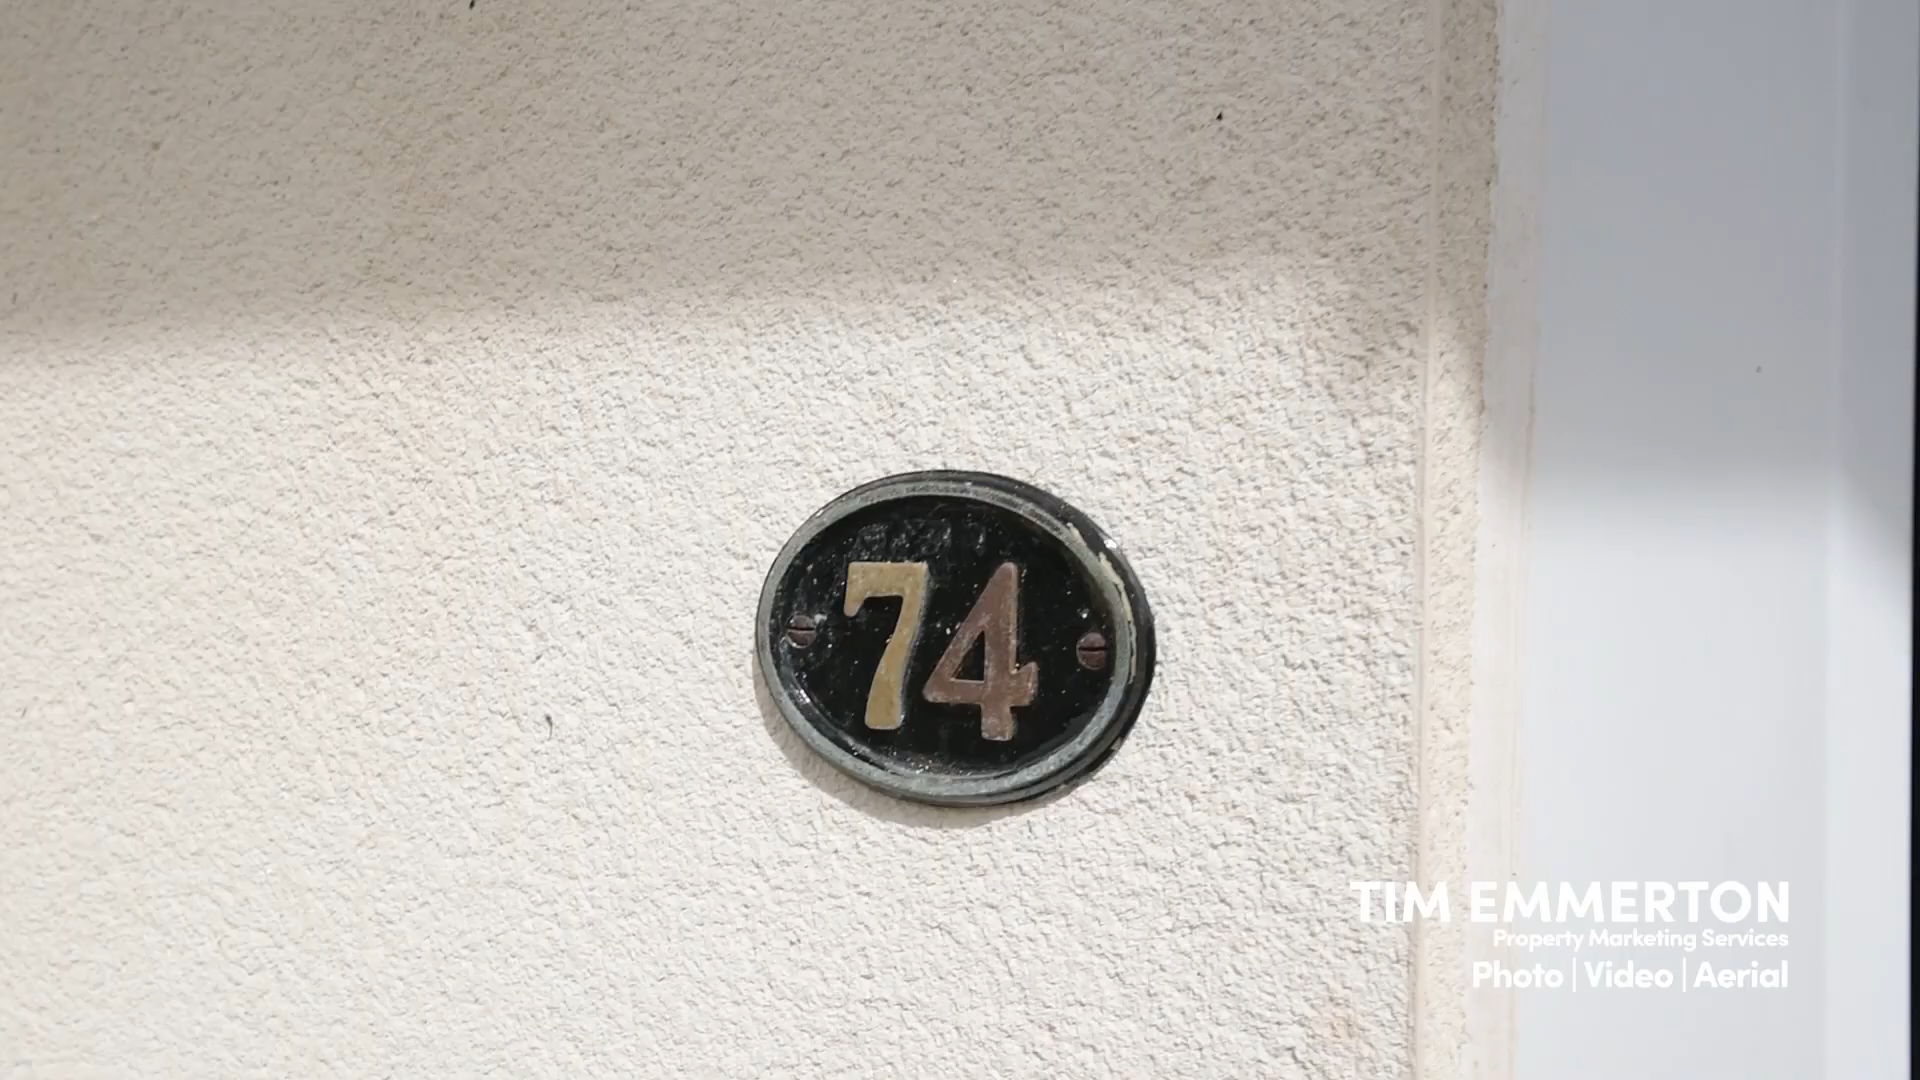 74
TIM EMMERTON
Property Marketing Services
Photo | Video | Aerial